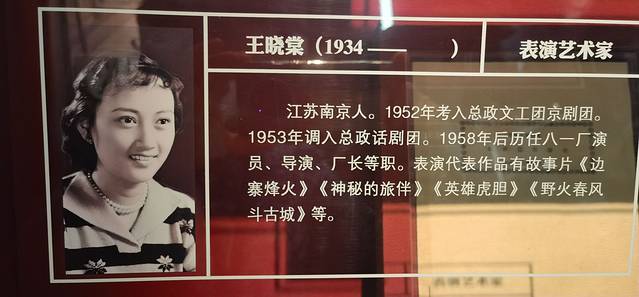 王晓棠（1934 —— ）
表演艺术家
江苏南京人。1952年考入总政文工团京剧团。
1953年调入总政话剧团。1958年后历任八一厂演
员、导演、厂长等职。表演代表作品有故事片《边
寨烽火》《神秘的旅伴》《英雄虎胆》《野火春风
斗古城》等。